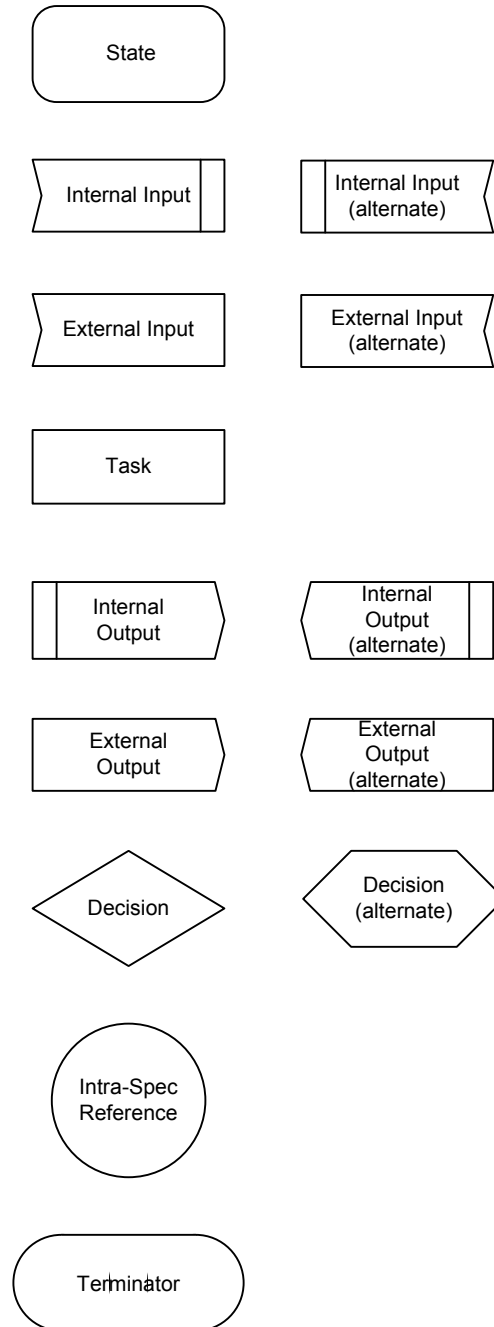 State
Internal Input
Internal Input
(alternate)
External Input
External Input
(alternate)
Task
Internal
Output
Internal
Output
(alternate)
External
Output
External
Output
(alternate)
Decision
Decision
(alternate)
Intra-Spec
Reference
Terminator